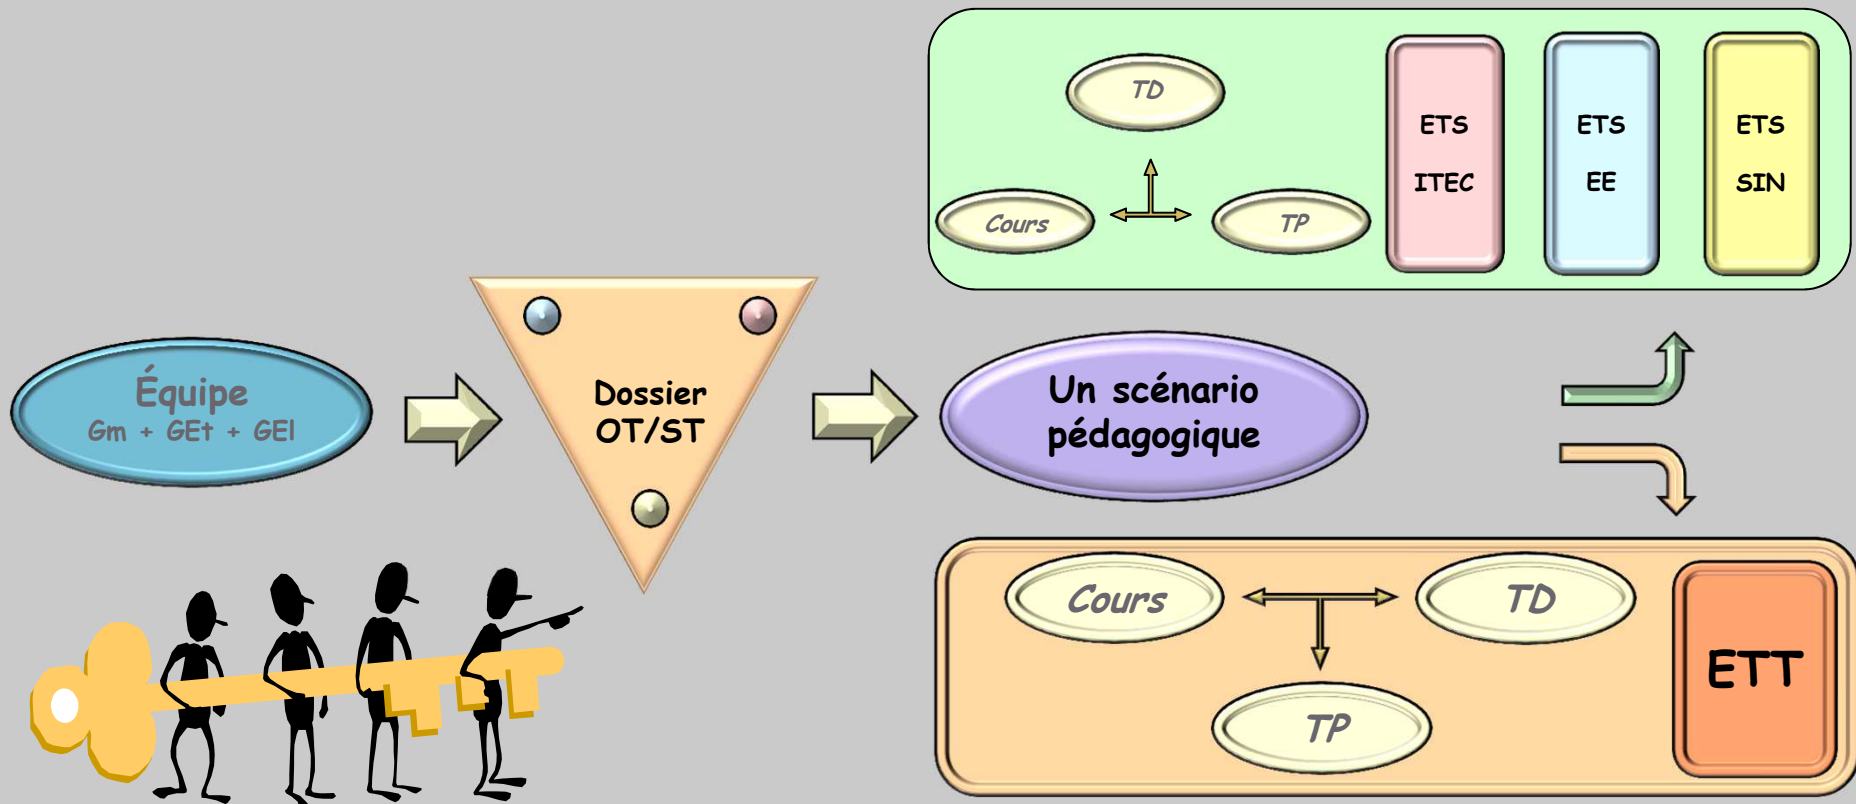 TD
Cours
TP
ETS
ITEC
ETS
EE
ETS
SIN
Équipe
Gm + GEt + GEl
Dossier
OT/ST
Un scénario
pédagogique
Cours
TD
TP
ETT